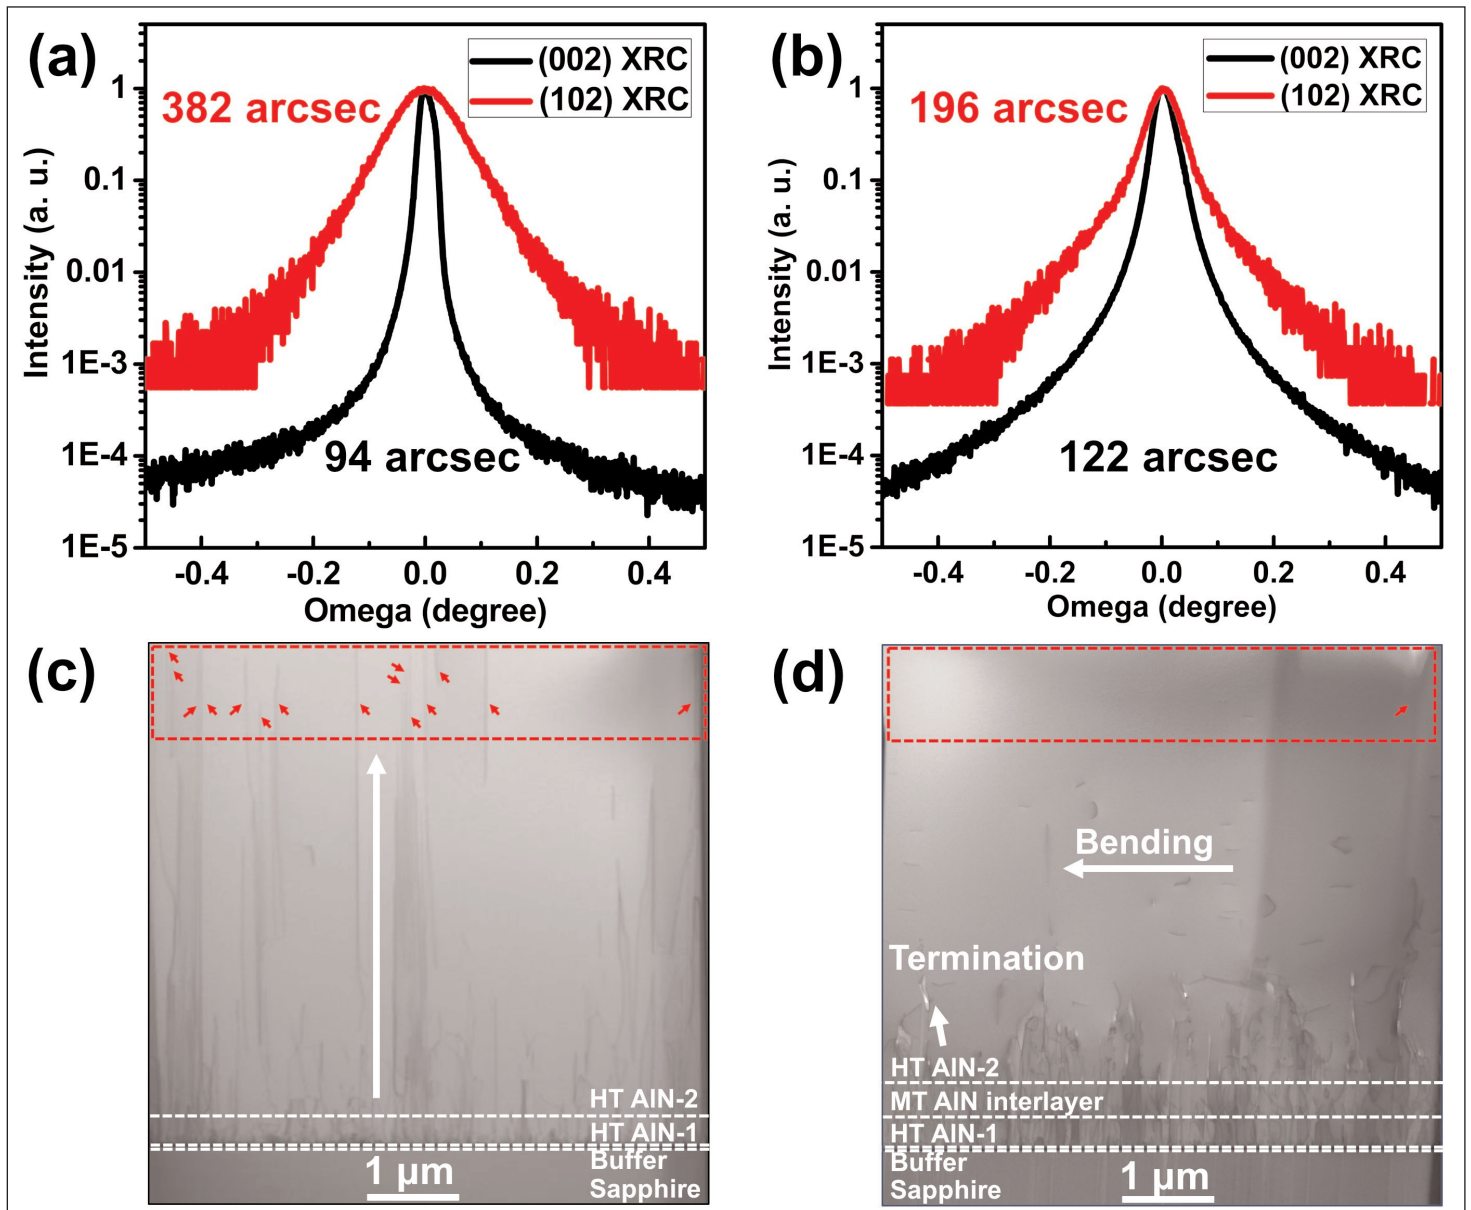 (a)
(002) XRC
(102) XRC
382 arcsec
94 arcsec
Intensity (a. u.)
1
0.1
0.01
1E-3
1E-4
1E-5
-0.4
-0.2
0.0
0.2
0.4
Omega (degree)
(b)
(002) XRC
(102) XRC
196 arcsec
122 arcsec
Intensity (a. u.)
1
0.1
0.01
1E-3
1E-4
1E-5
-0.4
-0.2
0.0
0.2
0.4
Omega (degree)
(c)
HT AlN-2
HT AlN-1
Buffer
Sapphire
1 μm
(d)
Bending
Termination
HT AlN-2
MT AlN interlayer
HT AlN-1
Buffer
Sapphire
1 μm